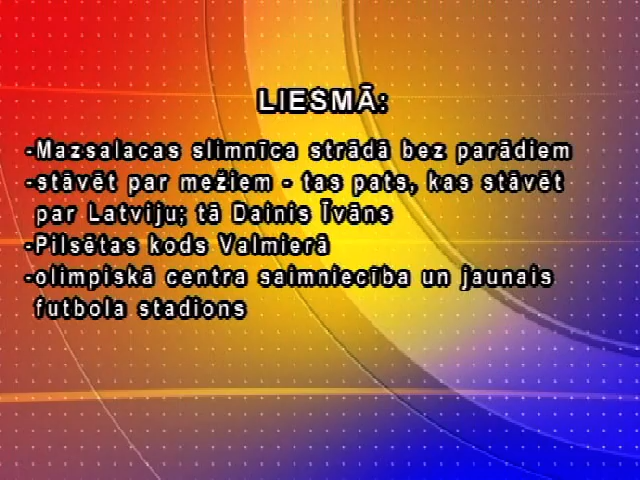 LIESMĀ:
-Mazsalacas slimnīca strādā bez parādiem
-stāvēt par mežiem - tas pats, kas stāvēt
par Latviju; tā Dainis Īvāns
-Pilsētas kods Valmierā
-olimpiskā centra saimniecība un jaunais
futbola stadions